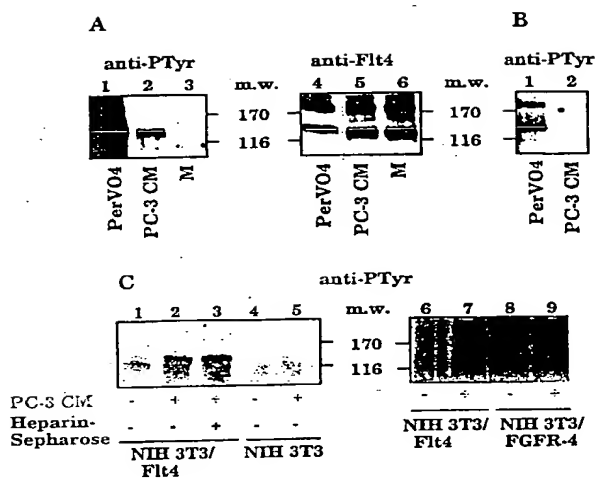 A
B
anti-PTyr
anti-Flt4
anti-PTyr
1 2 3
m.w.
4 5 6
m.w.
1 2
170
170
116
116
PerVO4
PC-3 CM
M
PerVO4
PC-3 CM
M
PerVO4
PC-3 CM
C
anti-PTyr
1 2 3 4 5
m.w.
6 7 8 9
170
116
PC-3 CM
- + + - +
- + - +
Heparin-
Sepharose
- - + - -
NIH 3T3/
Flt4
NIH 3T3
NIH 3T3/
Flt4
NIH 3T3/
FGFR-4